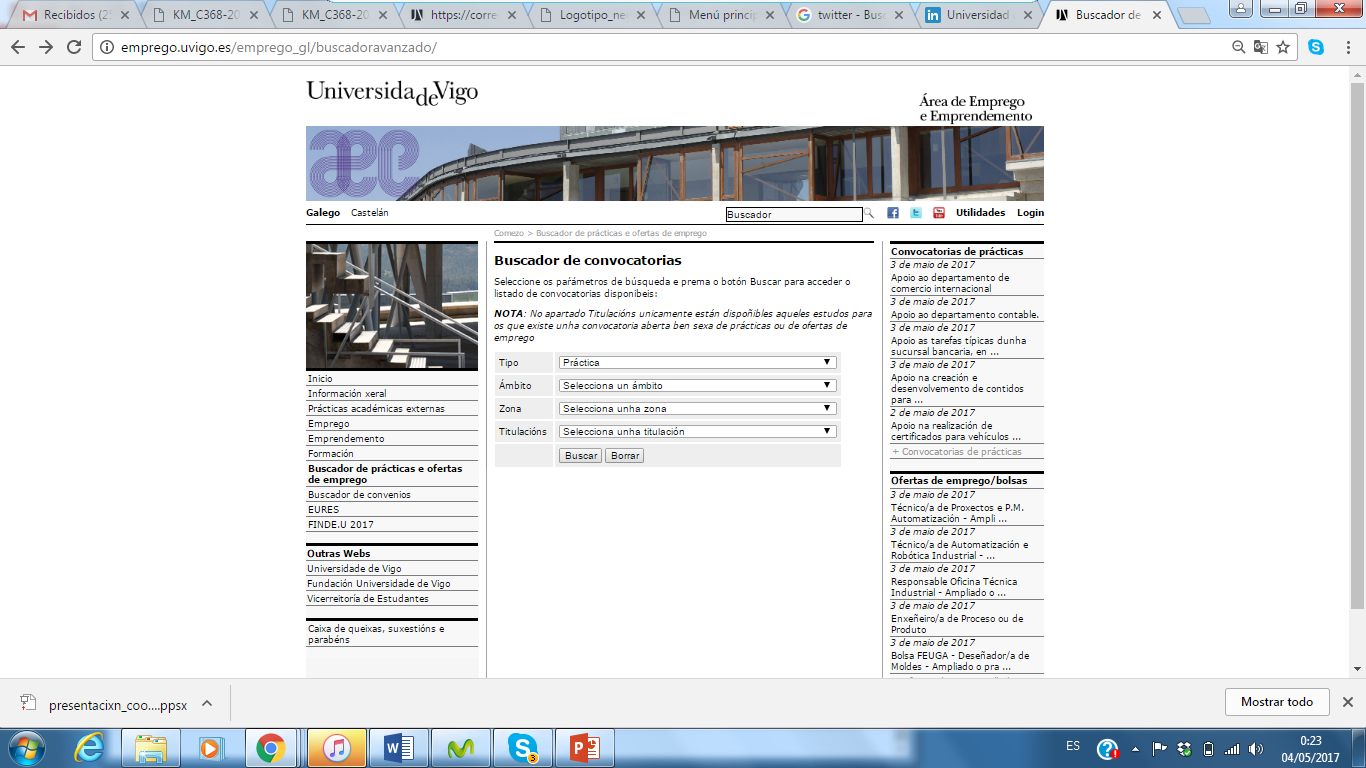 Recibidos (25
KM_C368-20
KM_C368-20
https://corre
Logotipo_ne
Menú princip
twitter - Bus
Universidad
Buscador de
emprego.uvigo.es/emprego_gl/buscadoravanzado/
UniversidadeVigo
Área de Emprego
e Emprendemento
Galego Castelán
Buscador
Utilidades Login
Comezo > Buscador de prácticas e ofertas de emprego
Inicio
Información xeral
Prácticas académicas externas
Emprego
Emprendemento
Formación
Buscador de prácticas e ofertas
de emprego
Buscador de convenios
EURES
FINDE.U 2017
Outras Webs
Universidade de Vigo
Fundación Universidade de Vigo
Vicerreitoría de Estudantes
Caixa de queixas, suxestións e
parabéns
Buscador de convocatorias
Seleccione os parámetros de búsqueda e prema o botón Buscar para acceder o
listado de convocatorias disponibeis:
NOTA: No apartado Titulacións unicamente están dispoñibles aqueles estudos para
os que existe unha convocatoria aberta ben sexa de prácticas ou de ofertas de
emprego
Tipo Práctica
Ámbito Selecciona un ámbito
Zona Selecciona unha zona
Titulacións Selecciona unha titulación
Buscar Borrar
Convocatorias de prácticas
3 de maio de 2017
Apoio ao departamento de
comercio internacional
3 de maio de 2017
Apoio ao departamento contable.
3 de maio de 2017
Apoio as tarefas típicas dunha
sucursal bancaria, en ...
3 de maio de 2017
Apoio na creación e
desenvolvemento de contidos
para ...
2 de maio de 2017
Apoio na realización de
certificados para vehículos ...
+ Convocatorias de prácticas
Ofertas de emprego/bolsas
3 de maio de 2017
Técnico/a de Proxectos e P.M.
Automatización - Ampli ...
3 de maio de 2017
Técnico/a de Automatización e
Robótica Industrial - ...
3 de maio de 2017
Responsable Oficina Técnica
Industrial - Ampliado o ...
3 de maio de 2017
Enxeñeiro/a de Proceso ou de
Produto
3 de maio de 2017
Bolsa FEUGA - Deseñador/a de
Moldes - Ampliado o pra ...
presentacixn_coo....ppsx
Mostrar todo
3
ES
0:23
04/05/2017